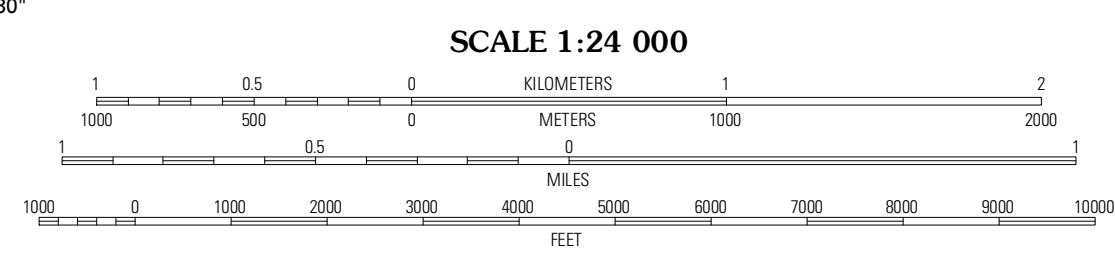 30"
SCALE 1:24 000
1 0.5 0 KILOMETERS 1 2
1000 500 0 METERS 1000 2000
1 0.5 0 1
MILES
1000 0 1000 2000 3000 4000 5000 6000 7000 8000 9000 10000
FEET